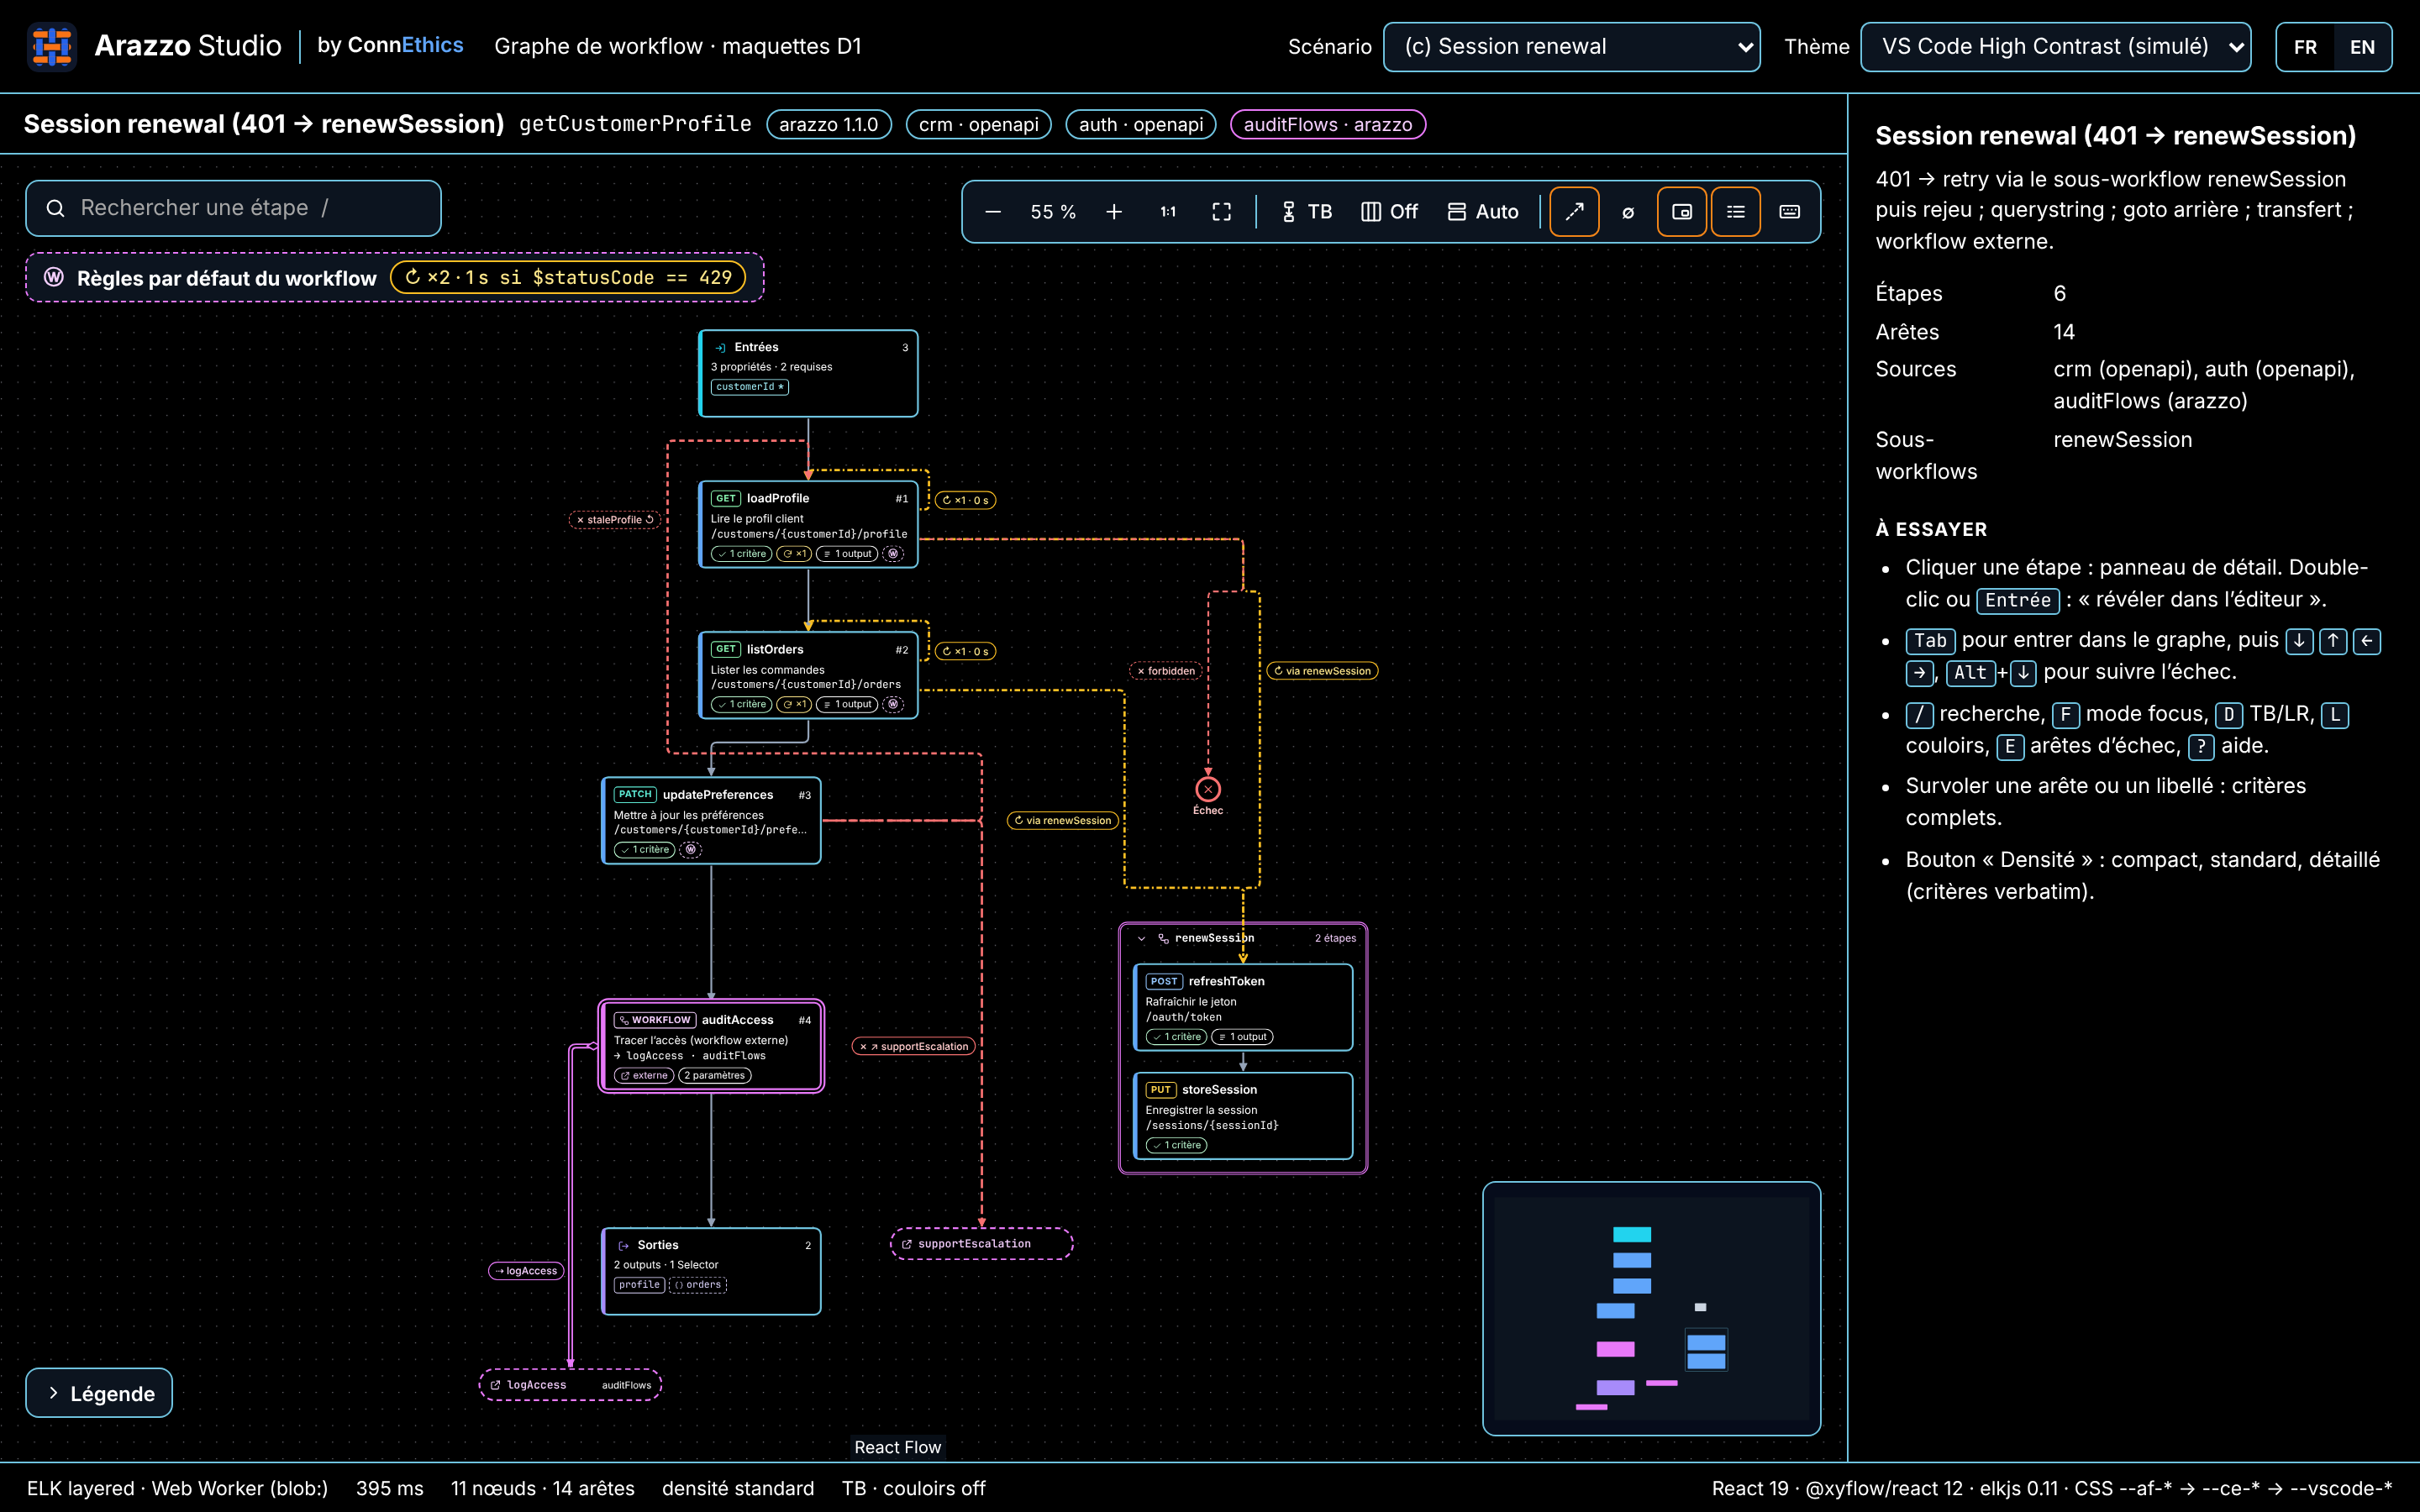 Arazzo Studio | by ConnEthics Graphe de workflow · maquettes D1
Scénario (c) Session renewal Thème VS Code High Contrast (simulé) FR EN
Session renewal (401 → renewSession) getCustomerProfile arazzo 1.1.0 crm · openapi auth · openapi auditFlows · arazzo
Rechercher une étape /
— 55 % + 1:1 TB Off Auto
Règles par défaut du workflow ↻ ×2 · 1 s si $statusCode == 429
Entrées 3
3 propriétés · 2 requises
customerId *
GET loadProfile #1
Lire le profil client
/customers/{customerId}/profile
✓ 1 critère ×1 1 output
↻ ×1 · 0 s
× staleProfile ↺
GET listOrders #2
Lister les commandes
/customers/{customerId}/orders
✓ 1 critère ×1 1 output
↻ ×1 · 0 s
× forbidden
↻ via renewSession
Échec
PATCH updatePreferences #3
Mettre à jour les préférences
/customers/{customerId}/prefe…
✓ 1 critère
↻ via renewSession
renewSession 2 étapes
POST refreshToken
Rafraîchir le jeton
/oauth/token
✓ 1 critère 1 output
PUT storeSession
Enregistrer la session
/sessions/{sessionId}
✓ 1 critère
WORKFLOW auditAccess #4
Tracer l’accès (workflow externe)
→ logAccess · auditFlows
externe 2 paramètres
× ↗ supportEscalation
Sorties 2
2 outputs · 1 Selector
profile orders
supportEscalation
⇢ logAccess
logAccess auditFlows
Légende
React Flow
Session renewal (401 → renewSession)
401 → retry via le sous-workflow renewSession
puis rejeu ; querystring ; goto arrière ; transfert ;
workflow externe.
Étapes 6
Arêtes 14
Sources crm (openapi), auth (openapi),
auditFlows (arazzo)
Sous- renewSession
workflows
À ESSAYER
• Cliquer une étape : panneau de détail. Double-
clic ou Entrée : « révéler dans l’éditeur ».
• Tab pour entrer dans le graphe, puis ↓ ↑ ←
→, Alt+↓ pour suivre l’échec.
• / recherche, F mode focus, D TB/LR, L
couloirs, E arêtes d’échec, ? aide.
• Survoler une arête ou un libellé : critères
complets.
• Bouton « Densité » : compact, standard, détaillé
(critères verbatim).
ELK layered · Web Worker (blob:) 395 ms 11 nœuds · 14 arêtes densité standard TB · couloirs off
React 19 · @xyflow/react 12 · elkjs 0.11 · CSS --af-* → --ce-* → --vscode-*